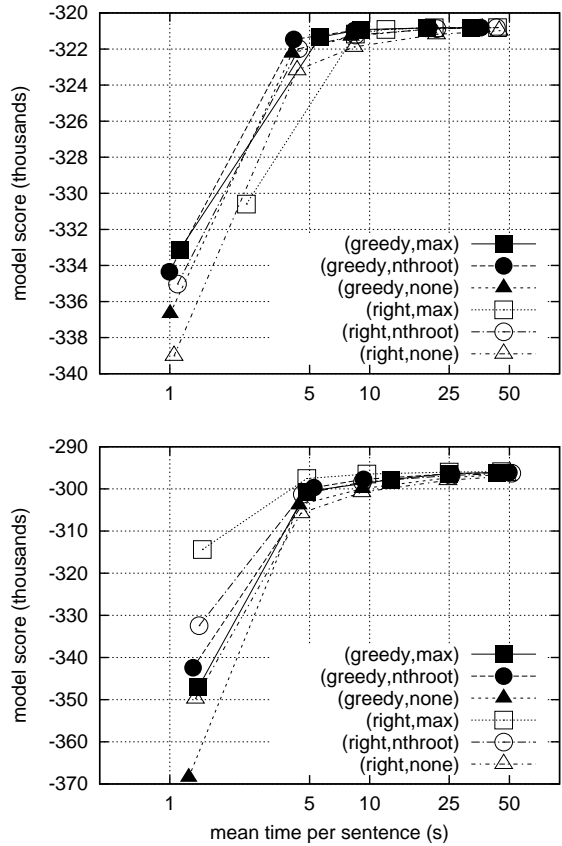 model score (thousands)
-320
-322
-324
-326
-328
-330
-332
-334
-336
-338
-340
(greedy,max)
(greedy,nthroot)
(greedy,none)
(right,max)
(right,nthroot)
(right,none)
1 5 10 25 50
model score (thousands)
-290
-300
-310
-320
-330
-340
-350
-360
-370
(greedy,max)
(greedy,nthroot)
(greedy,none)
(right,max)
(right,nthroot)
(right,none)
1 5 10 25 50
mean time per sentence (s)